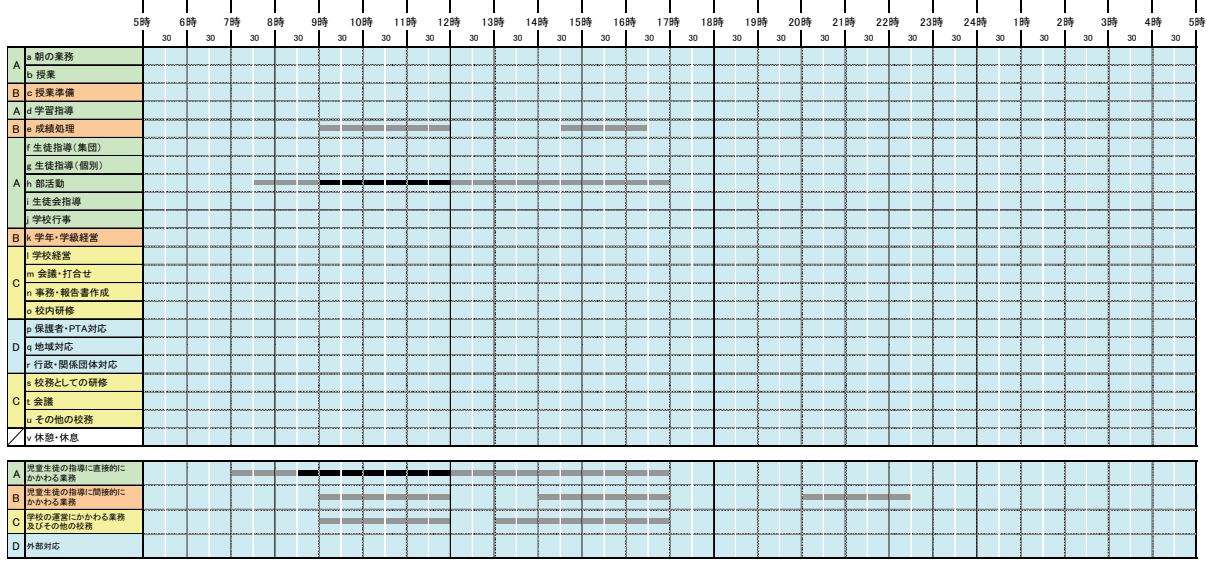 5時 6時 7時 8時 9時 10時 11時 12時 13時 14時 15時 16時 17時 18時 19時 20時 21時 22時 23時 24時 1時 2時 3時 4時 5時
30 30 30 30 30 30 30 30 30 30 30 30 30 30 30 30 30 30 30 30 30 30 30 30
A
a 朝の業務
b 授業
B c 授業準備
A d 学習指導
B e 成績処理
A
f 生徒指導(集団)
g 生徒指導(個別)
h 部活動
i 生徒会指導
j 学校行事
B k 学年・学級経営
C
l 学校経営
m 会議・打合せ
n 事務・報告書作成
o 校内研修
D
p 保護者・PTA対応
q 地域対応
r 行政・関係団体対応
C
s 校務としての研修
t 会議
u その他の校務
v 休憩・休息
A 児童生徒の指導に直接的に
かかわる業務
B 児童生徒の指導に間接的に
かかわる業務
C 学校の運営にかかわる業務
及びその他の校務
D 外部対応